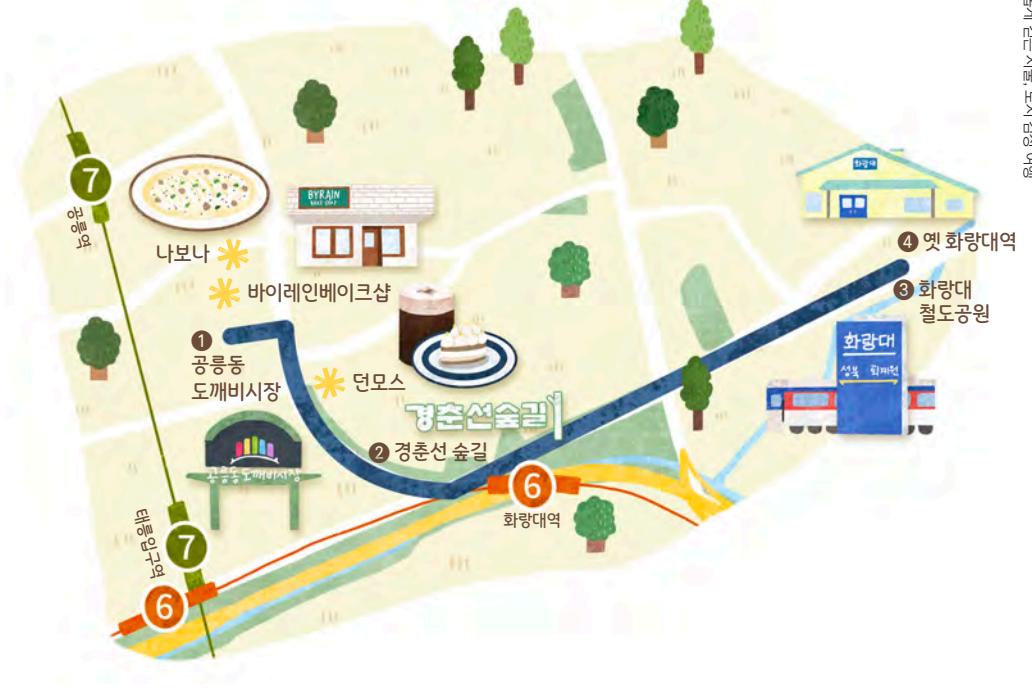 7
공릉역
나보나
BYRAIN
BAKE SHOP
바이레인베이크샵
화랑대
❹ 옛 화랑대역
❸ 화랑대
철도공원
❶
공릉동
도깨비시장
던모스
화랑대
성북
경춘선숲길
❷ 경춘선 숲길
공릉동도깨비시장
6
화랑대역
태릉입구역
7
6